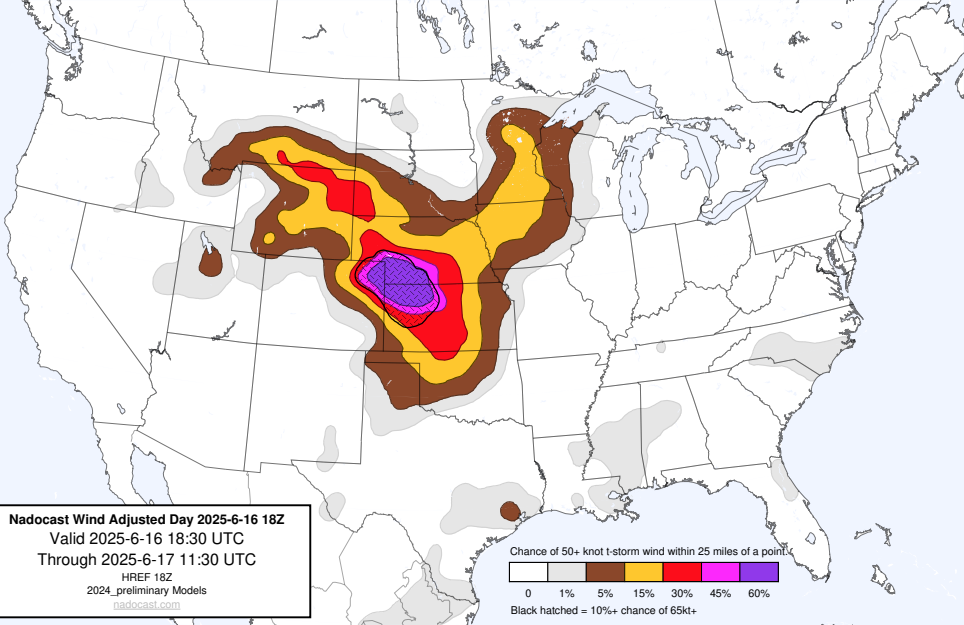 Nadocast Wind Adjusted Day 2025-6-16 18Z
Valid 2025-6-16 18:30 UTC
Through 2025-6-17 11:30 UTC
HREF 18Z
2024_preliminary Models
nadocast.com
Chance of 50+ knot t-storm wind within 25 miles of a point.
0 1% 5% 15% 30% 45% 60%
Black hatched = 10%+ chance of 65kt+